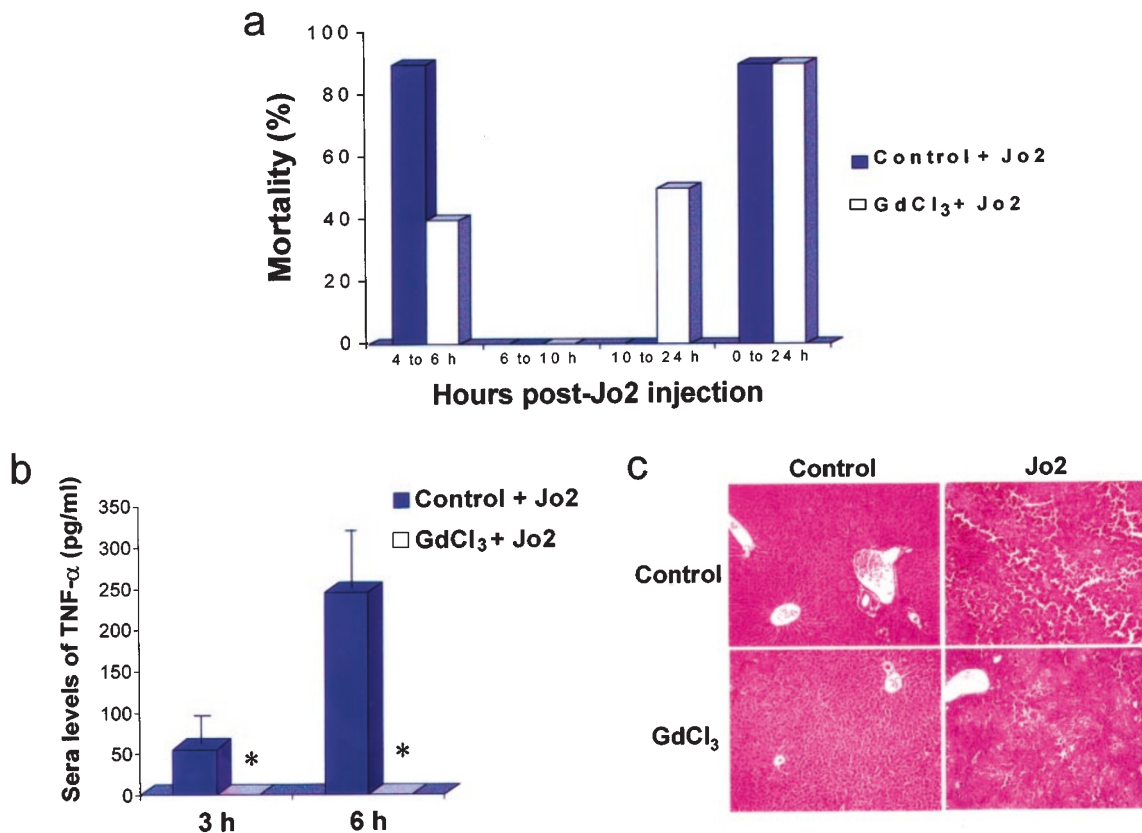 a
100
80
60
40
20
0
Mortality (%)
4 to 6 h 6 to 10 h 10 to 24 h 0 to 24 h
Hours post-Jo2 injection
Control + Jo2
GdCl₃ + Jo2
b
350
300
250
200
150
100
50
0
Sera levels of TNF-α (pg/ml)
* *
3 h 6 h
Control + Jo2
GdCl₃ + Jo2
c
Control Jo2
Control
GdCl₃